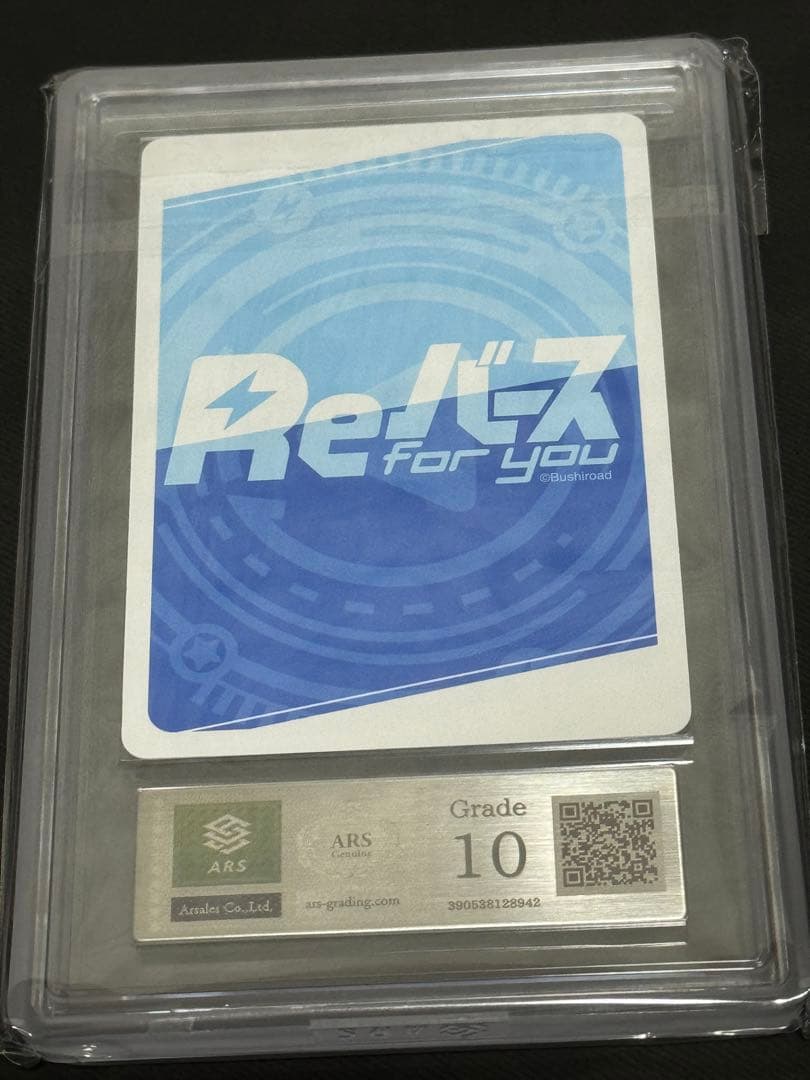 Reバース
for you
©Bushiroad
ARS
Arsales Co.,Ltd.
ARS
Genuine
ars-grading.com
Grade
10
390538128942